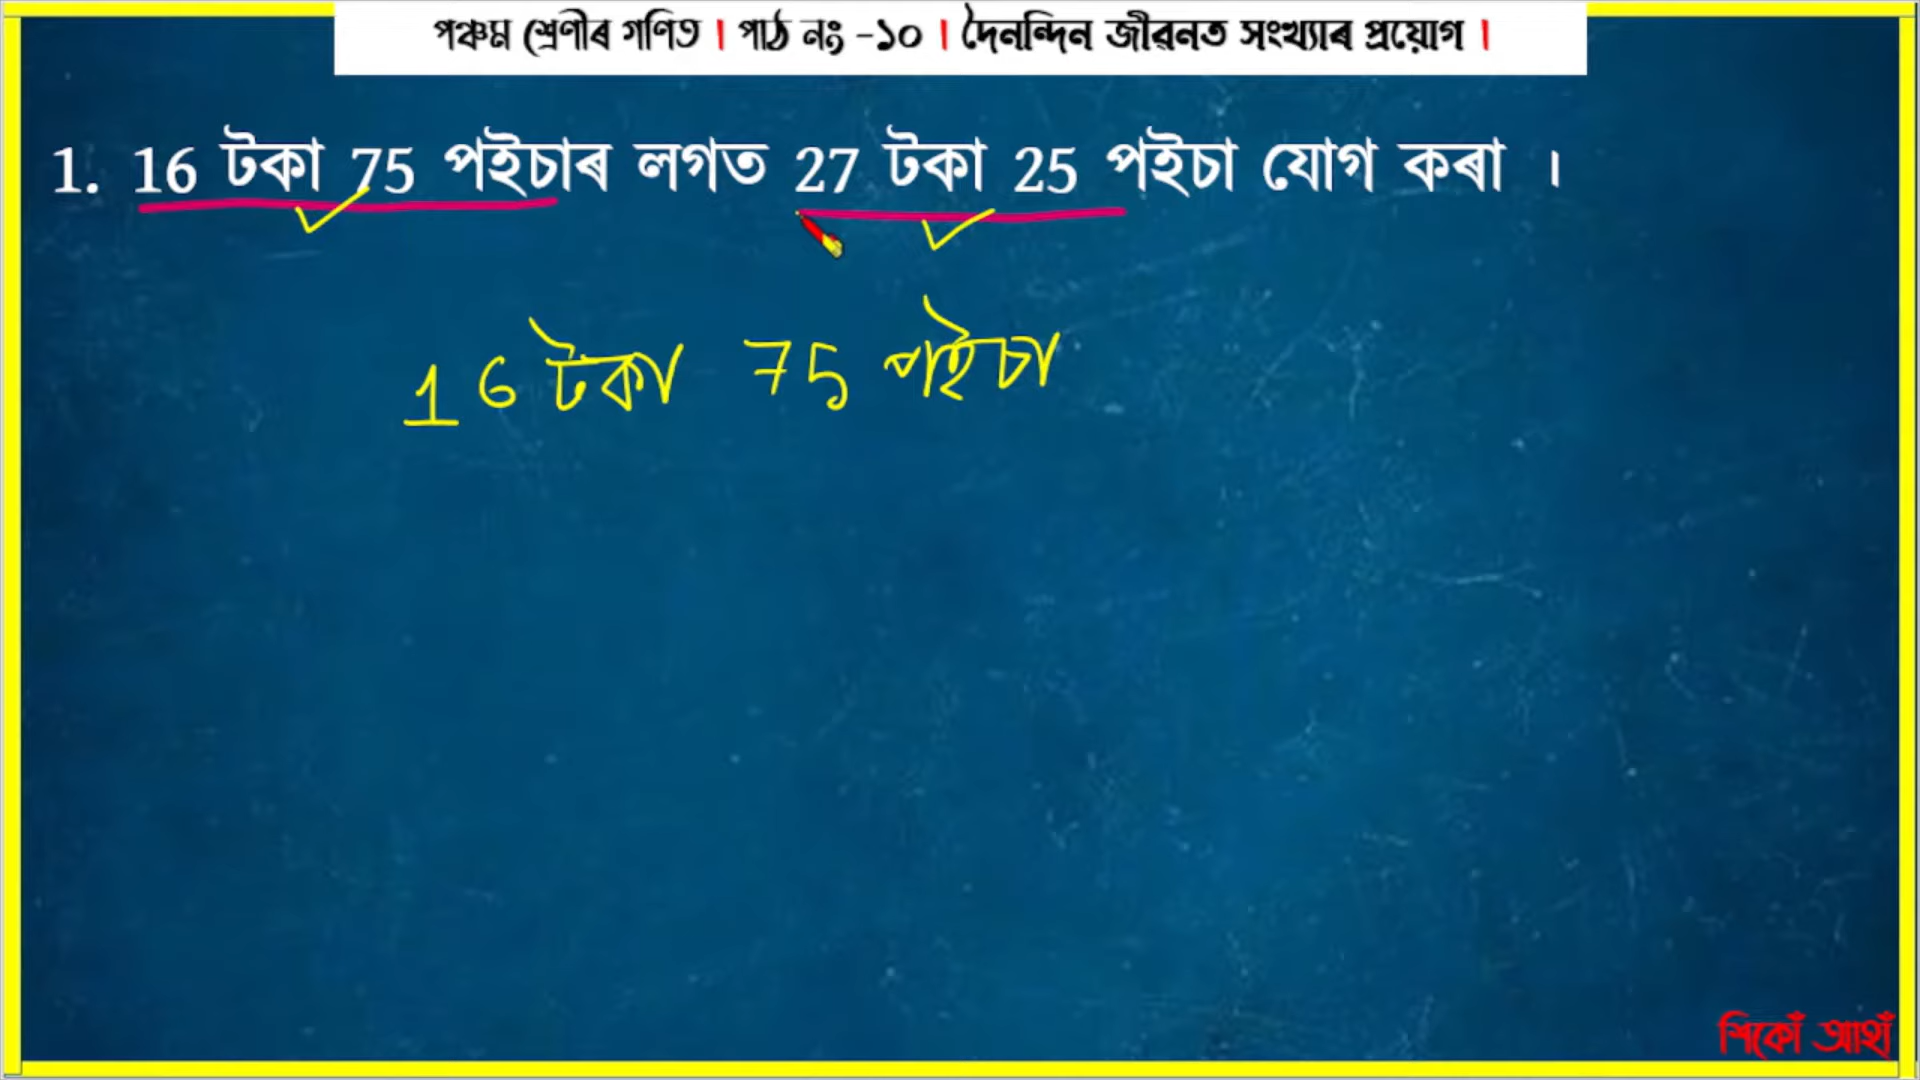 পঞ্চম শ্ৰেণীৰ গণিত । পাঠ নং -১০ । দৈনন্দিন জীৱনত সংখ্যাৰ প্ৰয়োগ ।
1. 16 টকা 75 পইচাৰ লগত 27 টকা 25 পইচা যোগ কৰা ।
16 টকা 75 পইচা
শিকোঁ আহাঁ